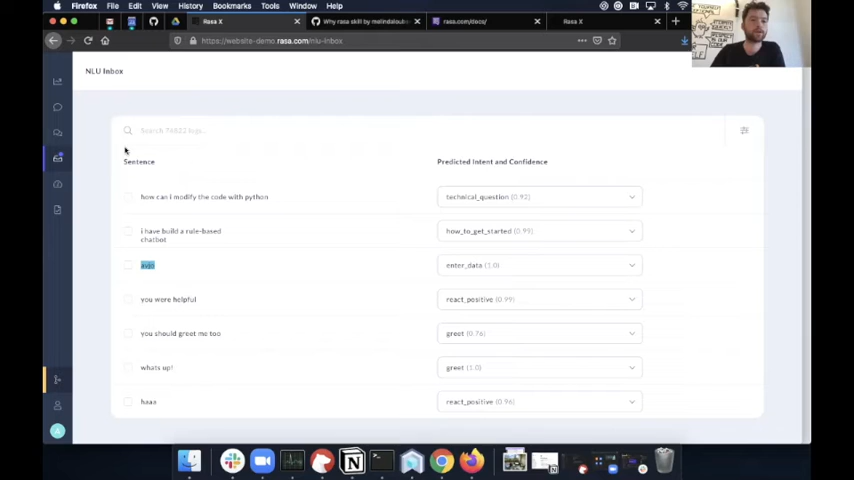 Firefox File Edit View History Bookmarks Tools Window Help
Rasa X
Why rasa skill by melindaloui
rasa.com/docs/
Rasa X
https://website-demo.rasa.com/nlu-inbox
NLU Inbox
Sentence Predicted Intent and Confidence
how can i modify the code with python technical_question (0.92)
i have build a rule-based
chatbot
how_to_get_started (0.99)
enter_data (1.0)
you were helpful react_positive (0.99)
you should greet me too greet (0.76)
whats up! greet (1.0)
haaa react_positive (0.96)